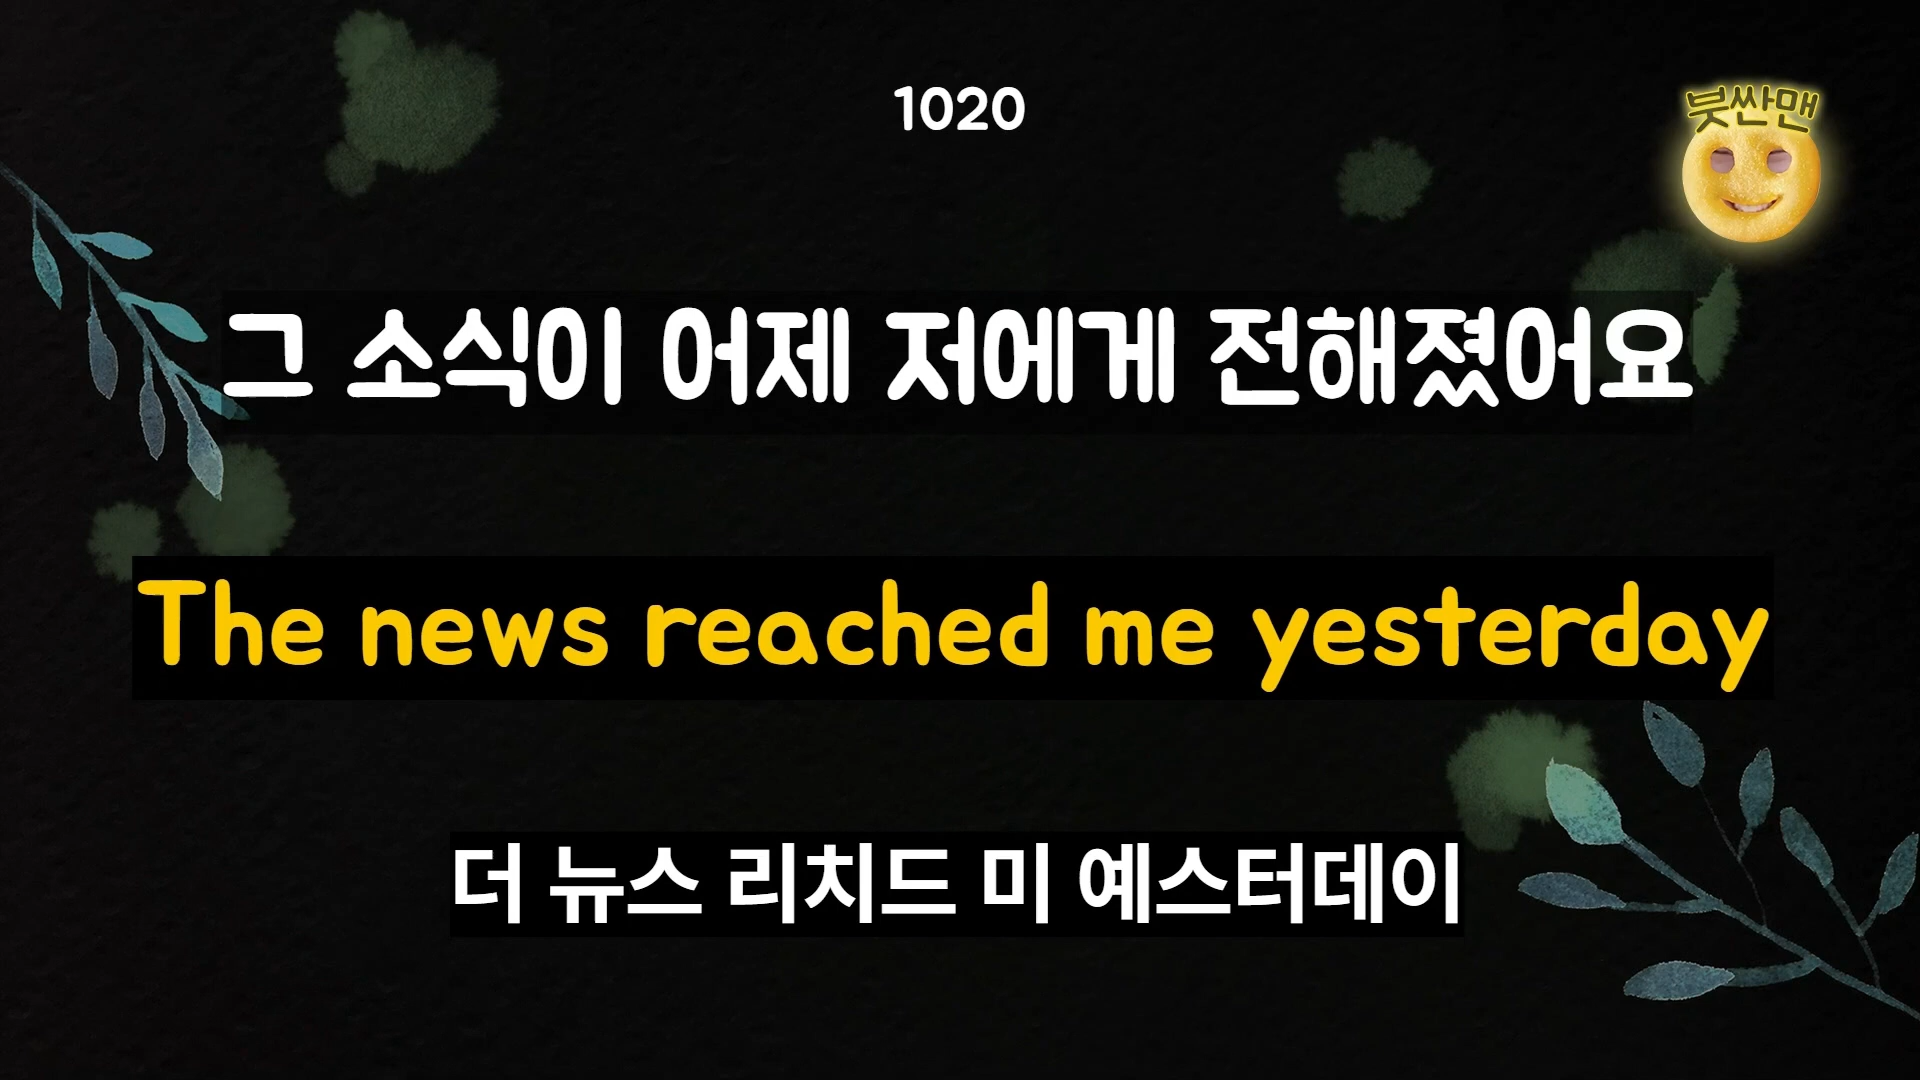 1020
붓싼맨
그 소식이 어제 저에게 전해졌어요
The news reached me yesterday
더 뉴스 리치드 미 예스터데이